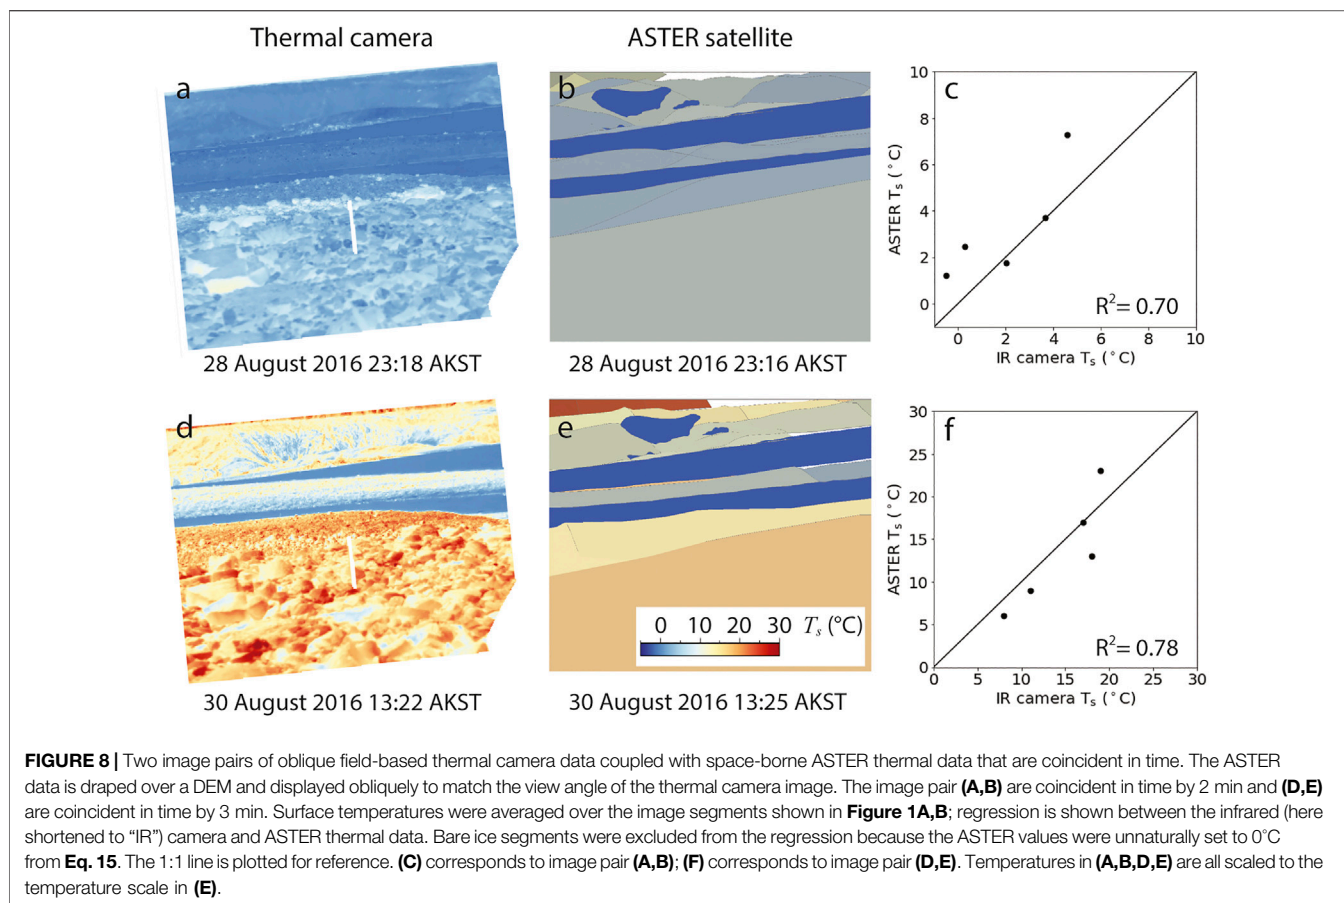 Thermal camera
ASTER satellite
a
b
c
10
8
6
4
2
0
ASTER Ts (°C)
R²= 0.70
0 2 4 6 8 10
IR camera Ts (°C)
28 August 2016 23:18 AKST
28 August 2016 23:16 AKST
d
e
f
30
25
20
15
10
5
0
ASTER Ts (°C)
R²= 0.78
0 5 10 15 20 25 30
IR camera Ts (°C)
0 10 20 30 Ts (°C)
30 August 2016 13:22 AKST
30 August 2016 13:25 AKST
FIGURE 8 | Two image pairs of oblique field-based thermal camera data coupled with space-borne ASTER thermal data that are coincident in time. The ASTER
data is draped over a DEM and displayed obliquely to match the view angle of the thermal camera image. The image pair (A,B) are coincident in time by 2 min and (D,E)
are coincident in time by 3 min. Surface temperatures were averaged over the image segments shown in Figure 1A,B; regression is shown between the infrared (here
shortened to “IR”) camera and ASTER thermal data. Bare ice segments were excluded from the regression because the ASTER values were unnaturally set to 0°C
from Eq. 15. The 1:1 line is plotted for reference. (C) corresponds to image pair (A,B); (F) corresponds to image pair (D,E). Temperatures in (A,B,D,E) are all scaled to the
temperature scale in (E).